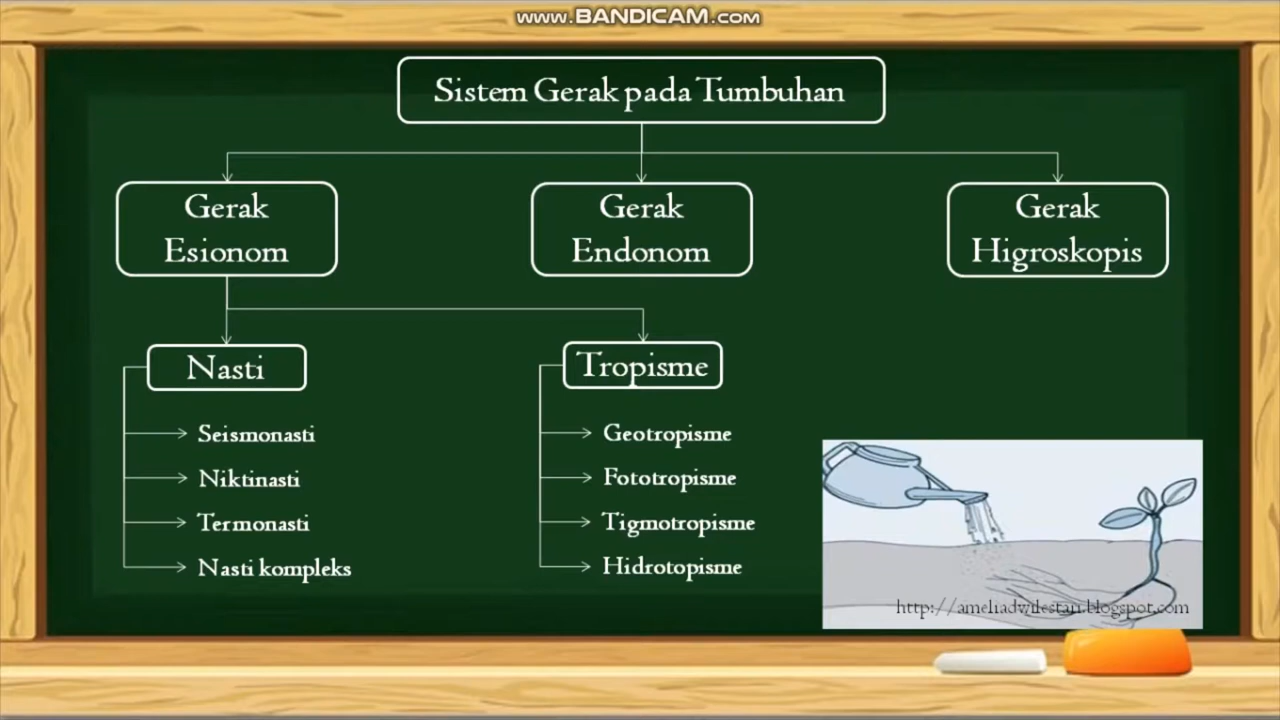 www.BANDICAM.com
Sistem Gerak pada Tumbuhan
Gerak
Esionom
Gerak
Endonom
Gerak
Higroskopis
Nasti
Seismonasti
Niktinasti
Termonasti
Nasti kompleks
Tropisme
Geotropisme
Fototropisme
Tigmotropisme
Hidrotopisme
http://ameliadwilestari.blogspot.com